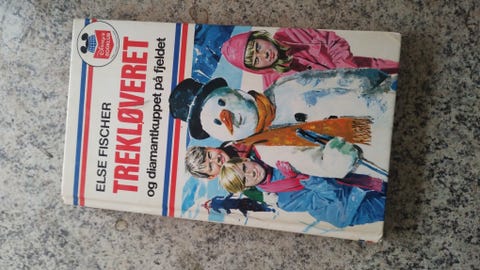 ELSE FISCHER
TREKLØVERET
og diamantkuppet på fjeldet